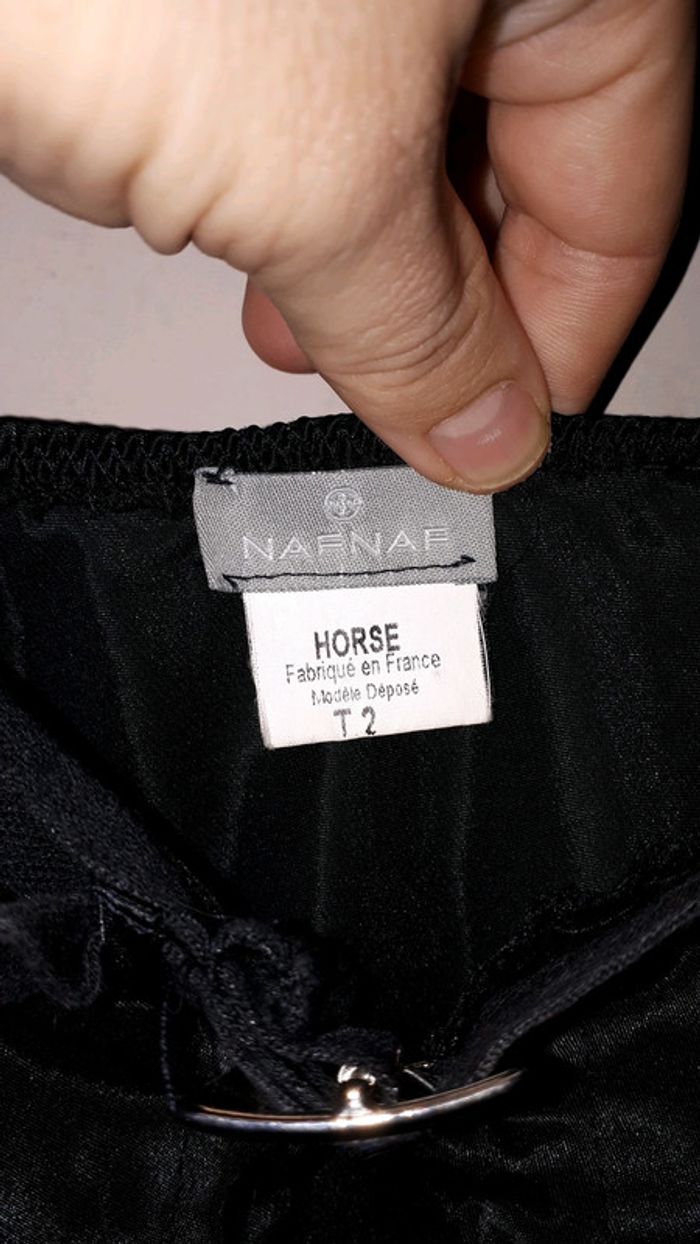 NAFNAF
HORSE
Fabriqué en France
Modèle Déposé
T 2